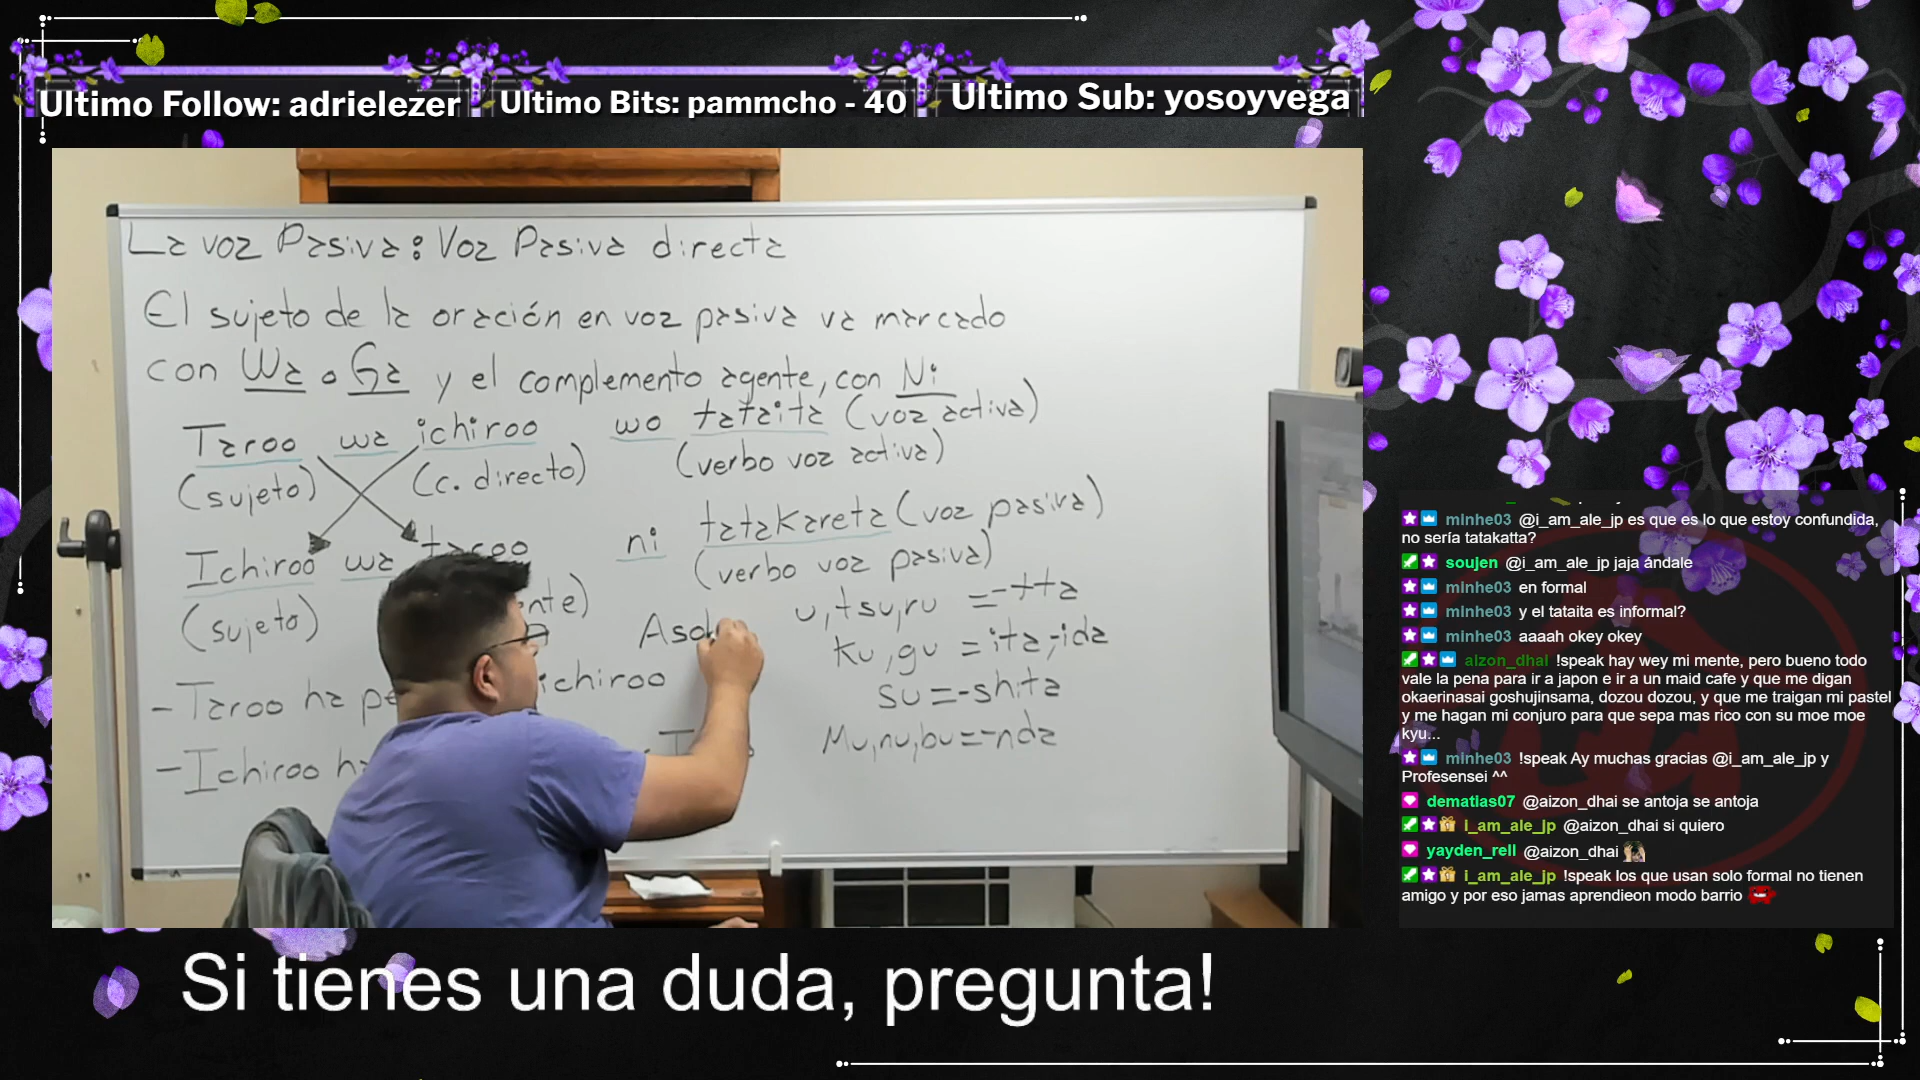 Ultimo Follow: adrielezer
Ultimo Bits: pammcho - 40
Ultimo Sub: yosoyvega
La voz Pasiva: Voz Pasiva directa
El sujeto de la oración en voz pasiva va marcado
con Wa o Ga y el complemento agente, con Ni
Taroo wa ichiroo wo tataita (voz activa)
(sujeto) (c. directo) (verbo voz activa)
Ichiroo wa taroo ni tatakareta (voz pasiva)
(sujeto) nte) (verbo voz pasiva)
u, tsu, ru = -tta
Aso
ku, gu = ita, -ida
- Taroo ha pe ichiroo
su = -shita
- Ichiroo ha
Mu, nu, bu = -nda
minhe03 @i_am_ale_jp es que es lo que estoy confundida,
no sería tatakatta?
soujen @i_am_ale_jp jaja ándale
minhe03 en formal
minhe03 y el tataita es informal?
minhe03 aaaah okey okey
aizon_dhai !speak hay wey mi mente, pero bueno todo
vale la pena para ir a japon e ir a un maid cafe y que me digan
okaerinasai goshujinsama, dozou dozou, y que me traigan mi pastel
y me hagan mi conjuro para que sepa mas rico con su moe moe
kyu...
minhe03 !speak Ay muchas gracias @i_am_ale_jp y
Profesensei ^^
dematlas07 @aizon_dhai se antoja se antoja
i_am_ale_jp @aizon_dhai si quiero
yayden_rell @aizon_dhai
i_am_ale_jp !speak los que usan solo formal no tienen
amigo y por eso jamas aprendieon modo barrio
Si tienes una duda, pregunta!